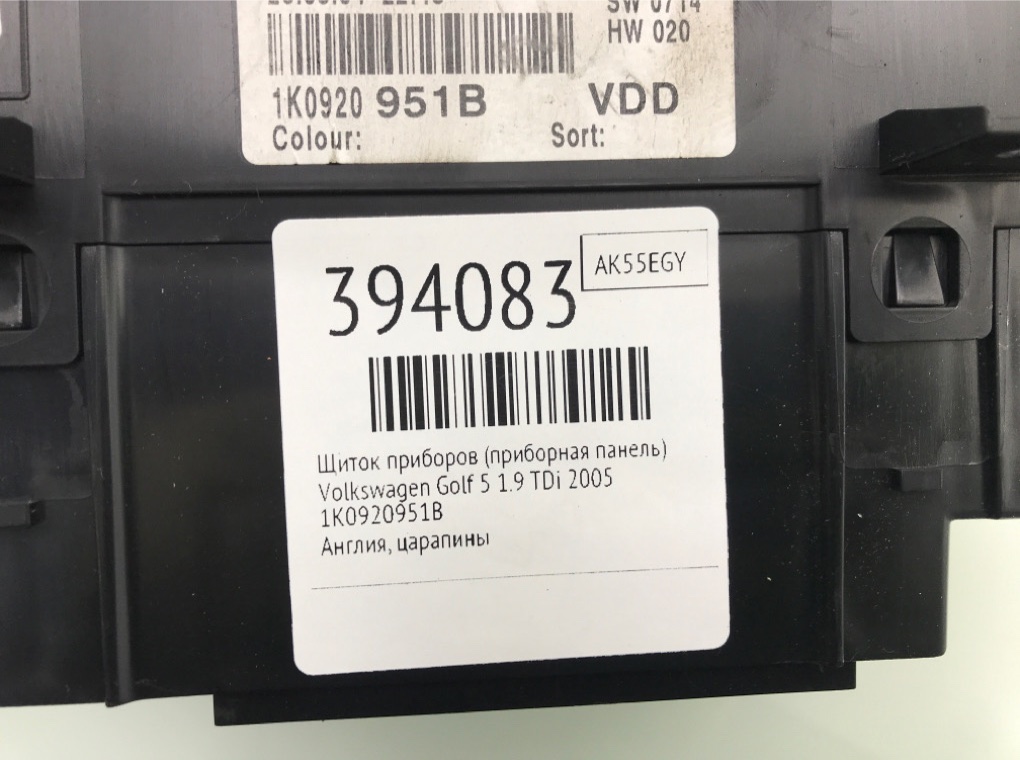 SW 0714
HW 020
1K0920 951B VDD
Colour: Sort:
394083
AK55EGY
Щиток приборов (приборная панель)
Volkswagen Golf 5 1.9 TDi 2005
1K0920951B
Англия, царапины